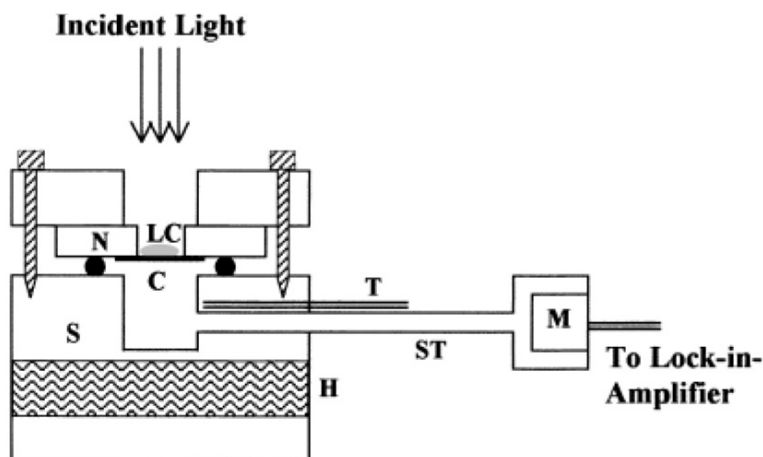 Incident Light
N
LC
C
T
S
ST
M
H
To Lock-in-
Amplifier